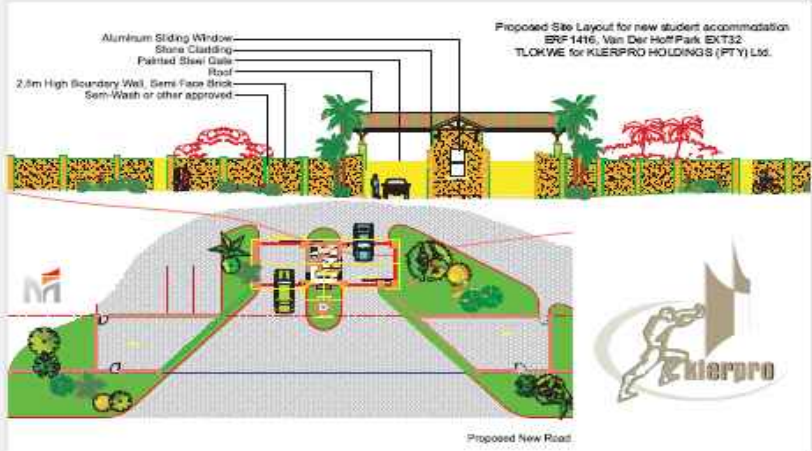 Proposed Site Layout for new student accommodation
ERF 1416, Van Der Hoff Park EXT32
TLOKWE for KLERPRO HOLDINGS (PTY) Ltd.
Aluminum Sliding Window
Stone Cladding
Painted Steel Gate
Roof
2,8m High Boundary Wall, Semi-Face Brick
Sem-Wash or other approved
klerpro
Proposed New Road